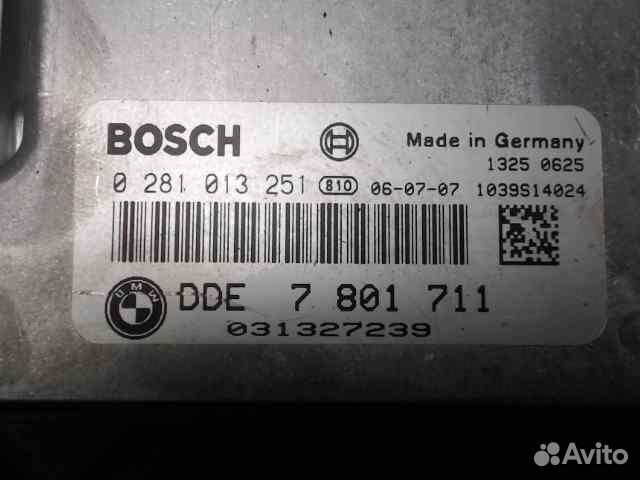 BOSCH
Made in Germany
1325 0625
0 281 013 251 810 06-07-07 1039S14024
BMW
DDE 7 801 711
031327239
Avito